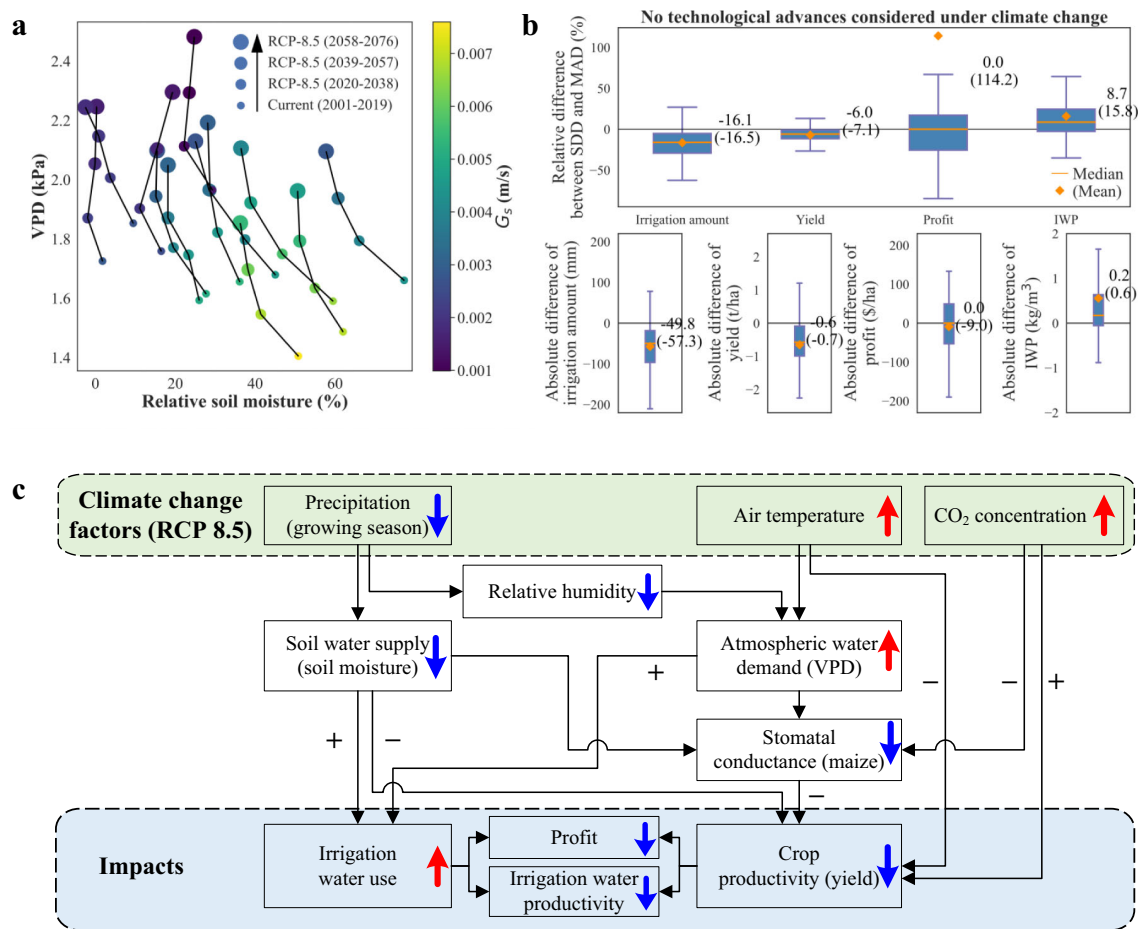 a
VPD (kPa)
2.4
2.2
2.0
1.8
1.6
1.4
0
20
40
60
Relative soil moisture (%)
RCP-8.5 (2058-2076)
RCP-8.5 (2039-2057)
RCP-8.5 (2020-2038)
Current (2001-2019)
0.007
0.006
0.005
0.004
0.003
0.002
0.001
Gs (m/s)
b
No technological advances considered under climate change
Relative difference
between SDD and MAD (%)
100
50
0
−50
-16.1
(-16.5)
-6.0
(-7.1)
0.0
(114.2)
8.7
(15.8)
Median
(Mean)
Irrigation amount
Yield
Profit
IWP
Absolute difference of
irrigation amount (mm)
200
100
0
−100
−200
-49.8
(-57.3)
Absolute difference of
yield (t/ha)
2
1
0
−1
−2
-0.6
(-0.7)
Absolute difference of
profit ($/ha)
200
100
0
−100
−200
0.0
(-9.0)
Absolute difference of
IWP (kg/m³)
2
1
0
−1
−2
0.2
(0.6)
c
Climate change
factors (RCP 8.5)
Precipitation
(growing season)
Air temperature
CO₂ concentration
Relative humidity
Soil water supply
(soil moisture)
Atmospheric water
demand (VPD)
+
−
−
+
Stomatal
conductance (maize)
+
−
−
Impacts
Irrigation
water use
Profit
Irrigation water
productivity
Crop
productivity (yield)